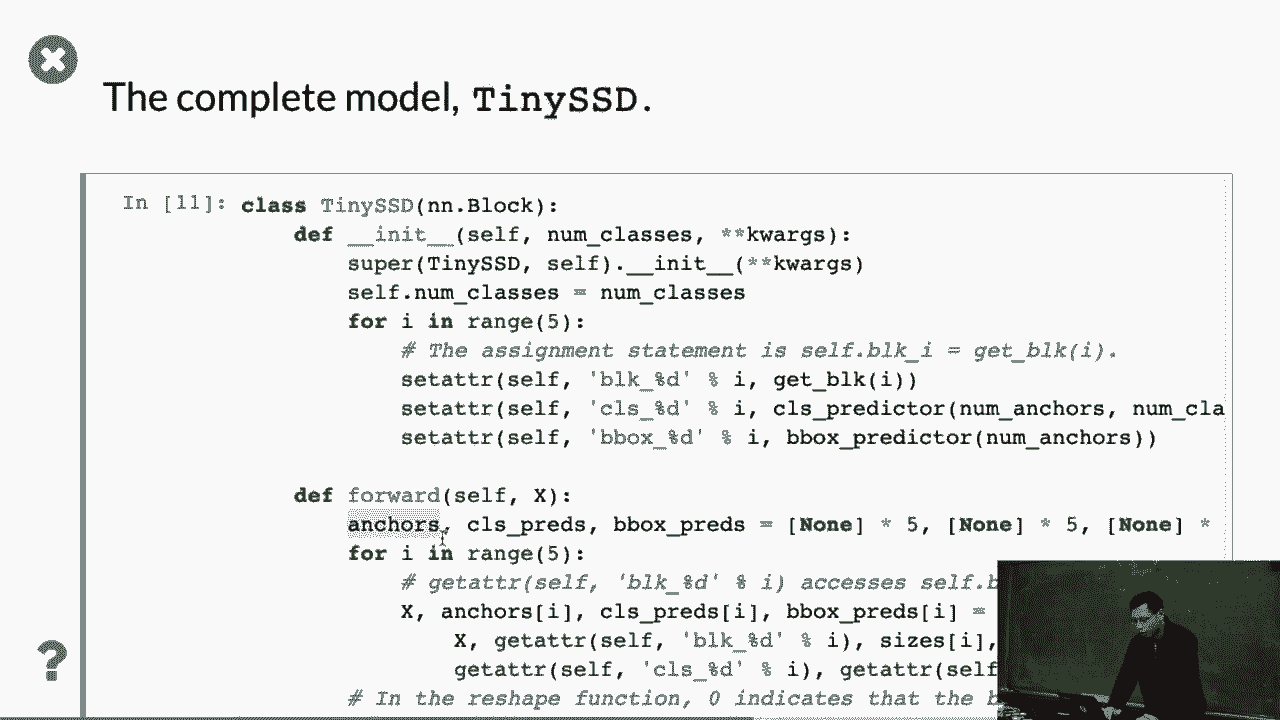 The complete model, TinySSD.
In [11]: class TinySSD(nn.Block):
def __init__(self, num_classes, **kwargs):
super(TinySSD, self).__init__(**kwargs)
self.num_classes = num_classes
for i in range(5):
# The assignment statement is self.blk_i = get_blk(i).
setattr(self, 'blk_%d' % i, get_blk(i))
setattr(self, 'cls_%d' % i, cls_predictor(num_anchors, num_cla
setattr(self, 'bbox_%d' % i, bbox_predictor(num_anchors))
def forward(self, X):
anchors, cls_preds, bbox_preds = [None] * 5, [None] * 5, [None] *
for i in range(5):
# getattr(self, 'blk_%d' % i) accesses self.b
X, anchors[i], cls_preds[i], bbox_preds[i] =
X, getattr(self, 'blk_%d' % i), sizes[i],
getattr(self, 'cls_%d' % i), getattr(self
# In the reshape function, 0 indicates that the b
?